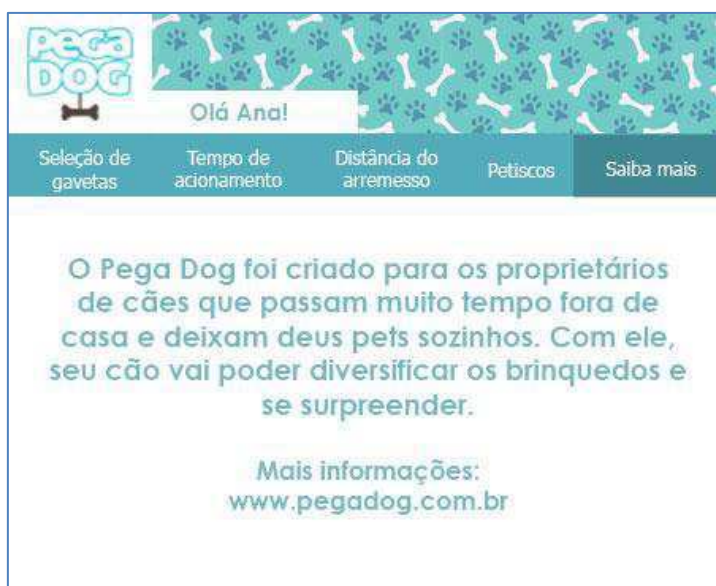 PEGA
DOG
Olá Ana!
Seleção de gavetas
Tempo de acionamento
Distância do arremesso
Petiscos
Saiba mais
O Pega Dog foi criado para os proprietários
de cães que passam muito tempo fora de
casa e deixam deus pets sozinhos. Com ele,
seu cão vai poder diversificar os brinquedos e
se surpreender.
Mais informações:
www.pegadog.com.br